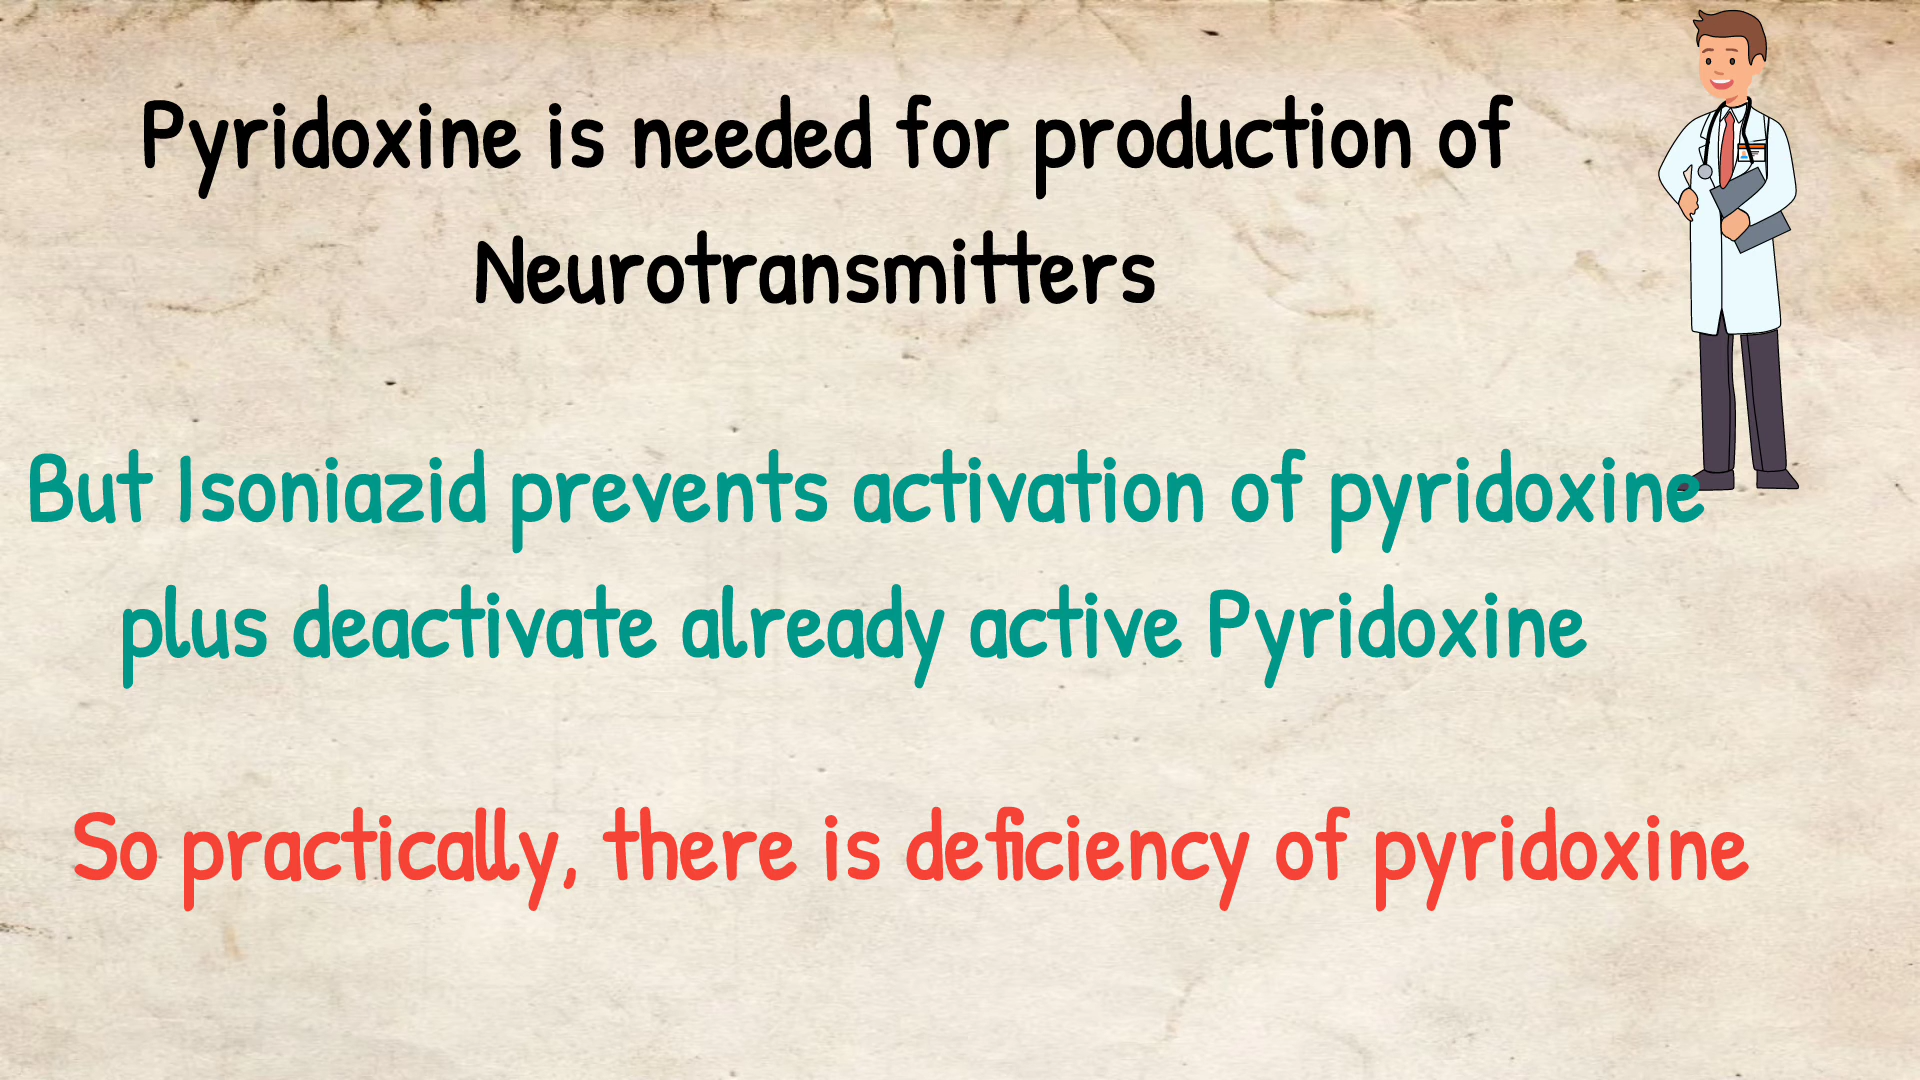 Pyridoxine is needed for production of
Neurotransmitters
But Isoniazid prevents activation of pyridoxine
plus deactivate already active Pyridoxine
So practically, there is deficiency of pyridoxine